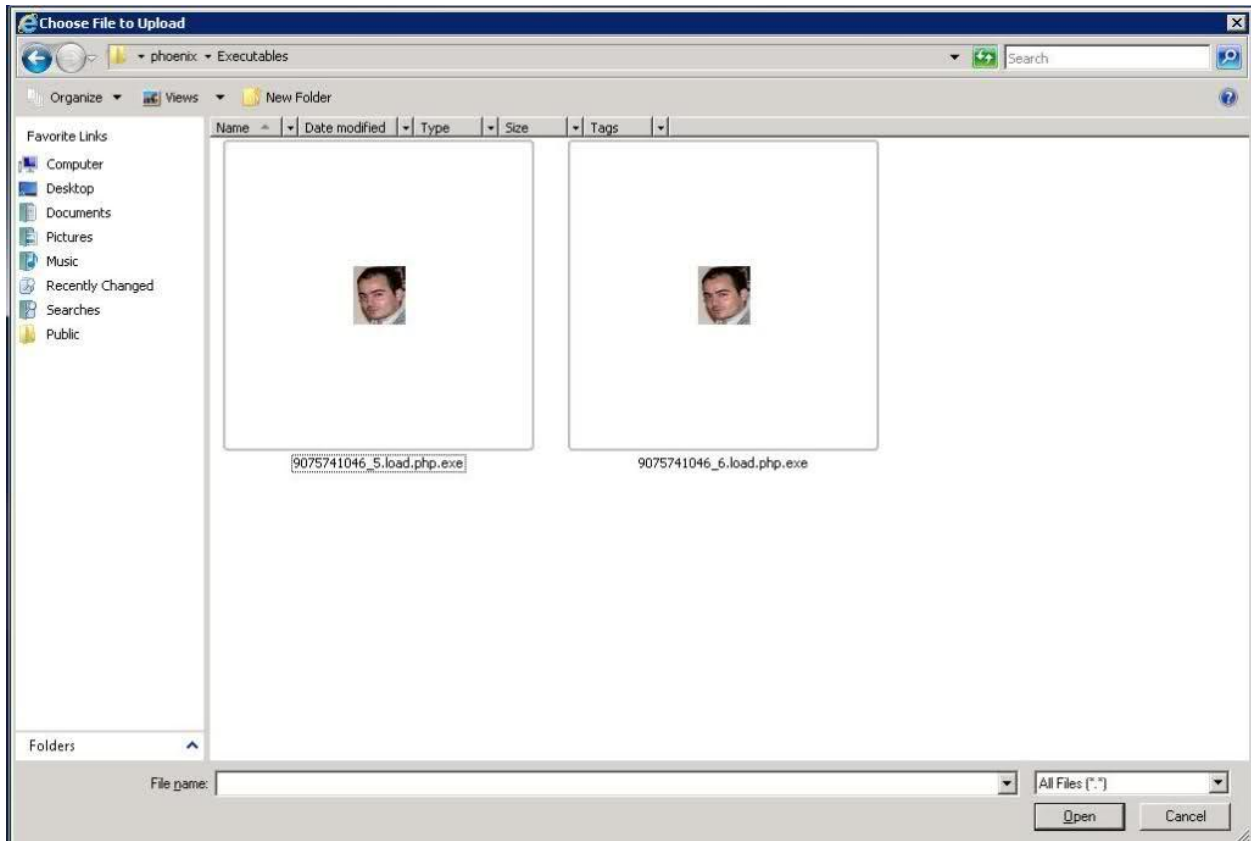 Choose File to Upload
phoenix Executables
Search
Organize Views New Folder
Favorite Links
Name Date modified Type Size Tags
Computer
Desktop
Documents
Pictures
Music
Recently Changed
Searches
Public
9075741046_5.load.php.exe 9075741046_6.load.php.exe
Folders
File name: All Files (*.*)
Open Cancel